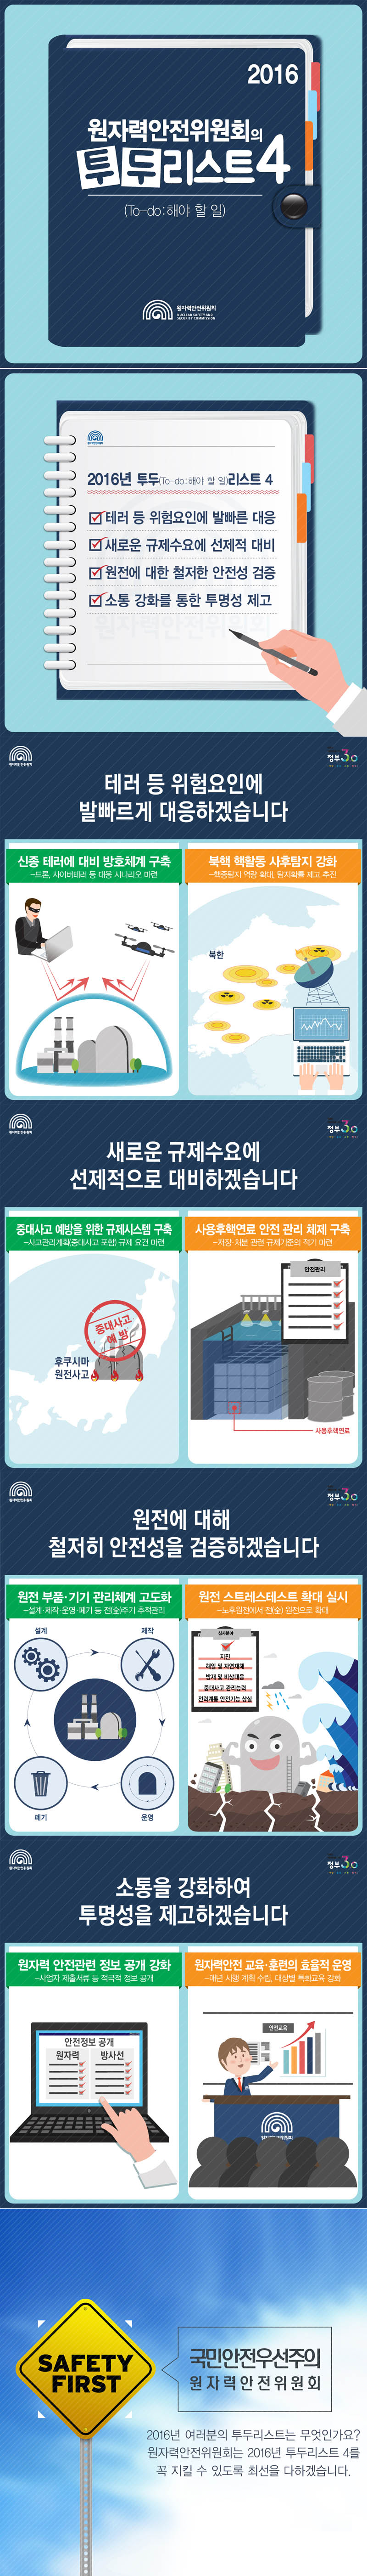 2016
원자력안전위원회의
투두리스트4
(To-do:해야 할 일)
원자력안전위원회
NUCLEAR SAFETY AND
SECURITY COMMISSION
2016년 투두(To-do:해야 할 일)리스트 4
테러 등 위험요인에 발빠른 대응
새로운 규제수요에 선제적 대비
원전에 대한 철저한 안전성 검증
소통 강화를 통한 투명성 제고
원자력안전위원회
원자력안전위원회
정부3.0
테러 등 위험요인에
발빠르게 대응하겠습니다
신종 테러에 대비 방호체계 구축
-드론, 사이버테러 등 대응 시나리오 마련
북핵 핵활동 사후탐지 강화
-핵종탐지 역량 확대, 탐지확률 제고 추진
북한
원자력안전위원회
정부3.0
새로운 규제수요에
선제적으로 대비하겠습니다
중대사고 예방을 위한 규제시스템 구축
-사고관리계획(중대사고 포함) 규제 요건 마련
사용후핵연료 안전 관리 체제 구축
-저장·처분 관련 규제기준의 적기 마련
중대사고
예방
후쿠시마
원전사고
안전관리
사용후핵연료
원자력안전위원회
정부3.0
원전에 대해
철저히 안전성을 검증하겠습니다
원전 부품·기기 관리체계 고도화
-설계·제작·운영·폐기 등 전(全)주기 추적관리
원전 스트레스테스트 확대 실시
-노후원전에서 전(全) 원전으로 확대
설계
제작
폐기
운영
심사분야
지진
해일 및 자연재해
방재 및 비상대응
중대사고 관리능력
전력계통 안전기능 상실
원자력안전위원회
정부3.0
소통을 강화하여
투명성을 제고하겠습니다
원자력 안전관련 정보 공개 강화
-사업자 제출서류 등 적극적 정보 공개
원자력안전 교육·훈련의 효율적 운영
-매년 시행 계획 수립, 대상별 특화교육 강화
안전정보 공개
원자력
방사선
안전교육
원자력안전위원회
SAFETY
FIRST
국민안전우선주의
원자력안전위원회
2016년 여러분의 투두리스트는 무엇인가요?
원자력안전위원회는 2016년 투두리스트 4를
꼭 지킬 수 있도록 최선을 다하겠습니다.